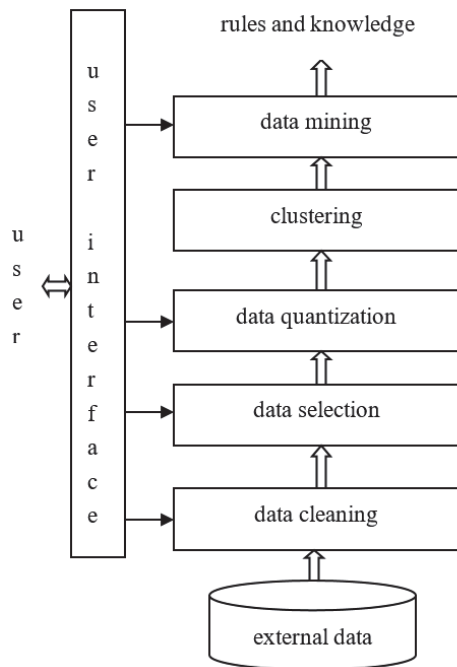 user
user interface
rules and knowledge
data mining
clustering
data quantization
data selection
data cleaning
external data